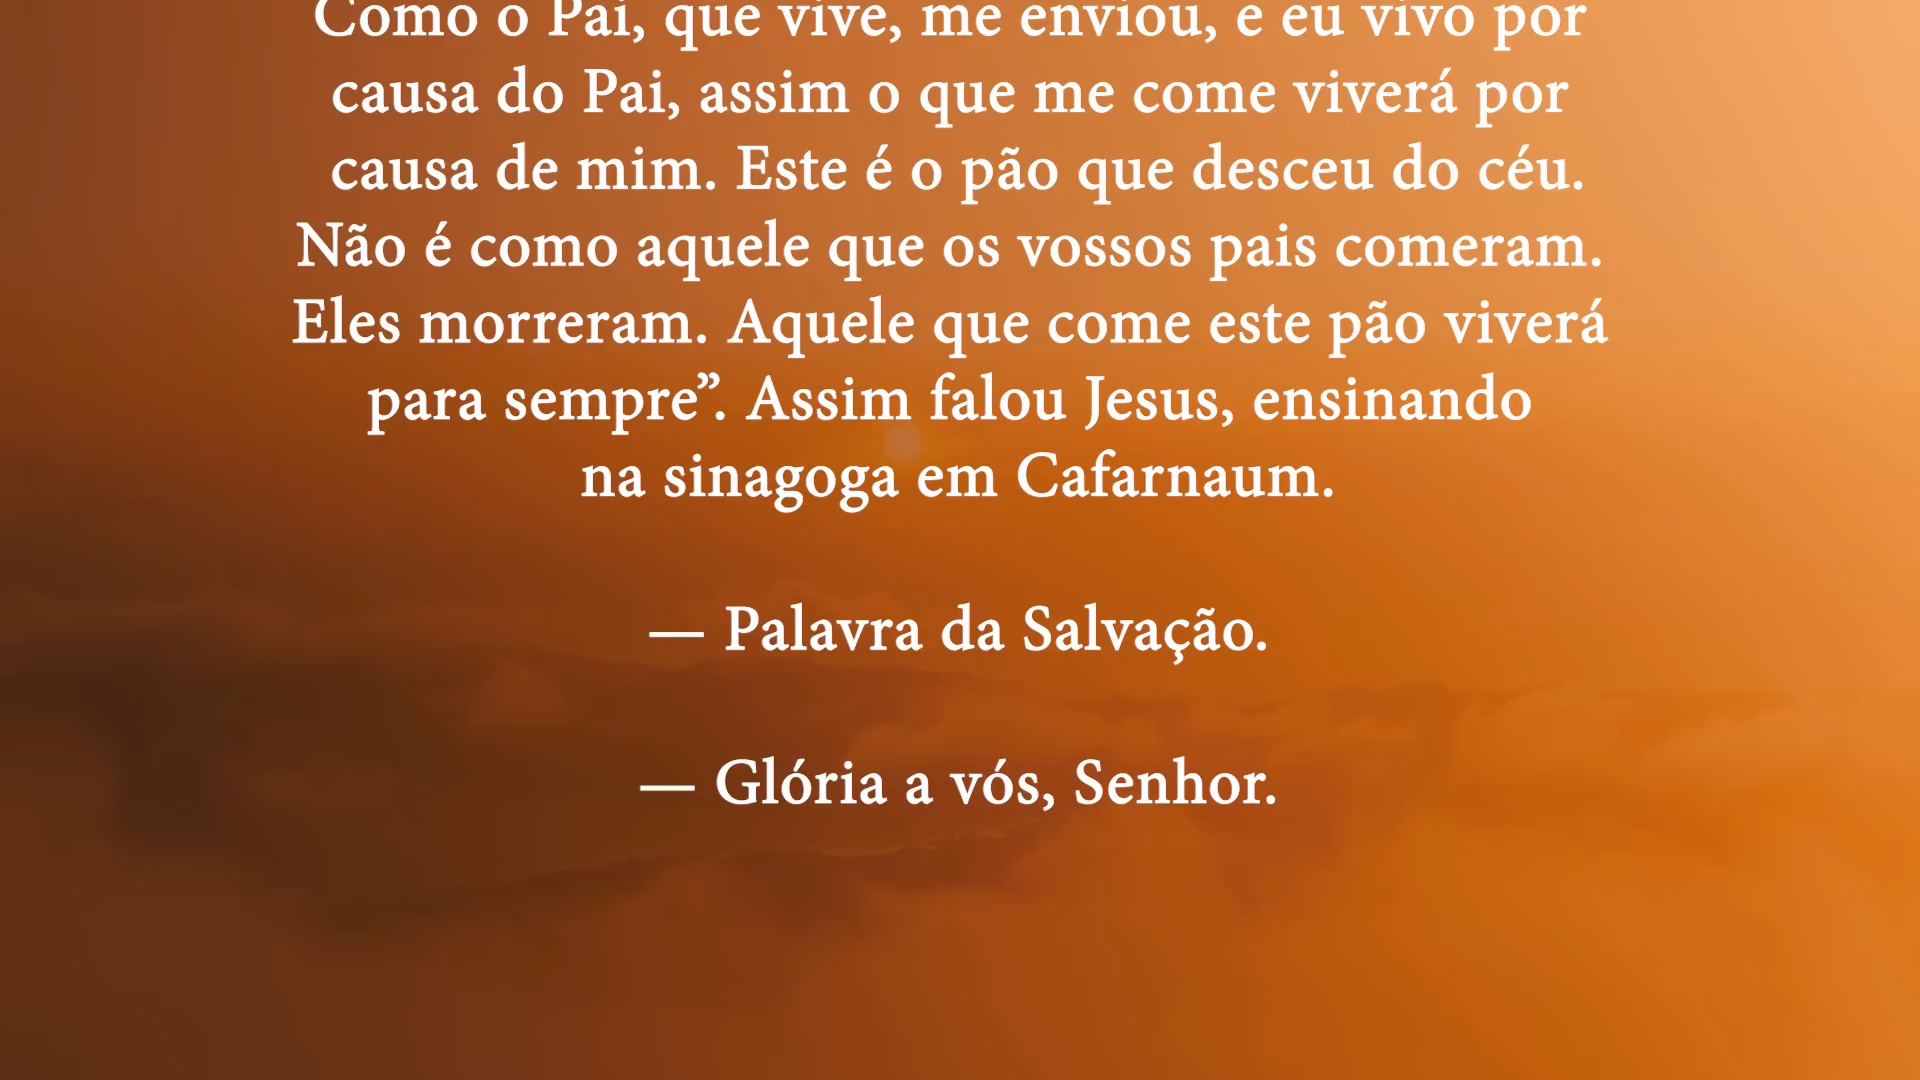 Como o Pai, que vive, me enviou, e eu vivo por
causa do Pai, assim o que me come viverá por
causa de mim. Este é o pão que desceu do céu.
Não é como aquele que os vossos pais comeram.
Eles morreram. Aquele que come este pão viverá
para sempre”. Assim falou Jesus, ensinando
na sinagoga em Cafarnaum.
— Palavra da Salvação.
— Glória a vós, Senhor.